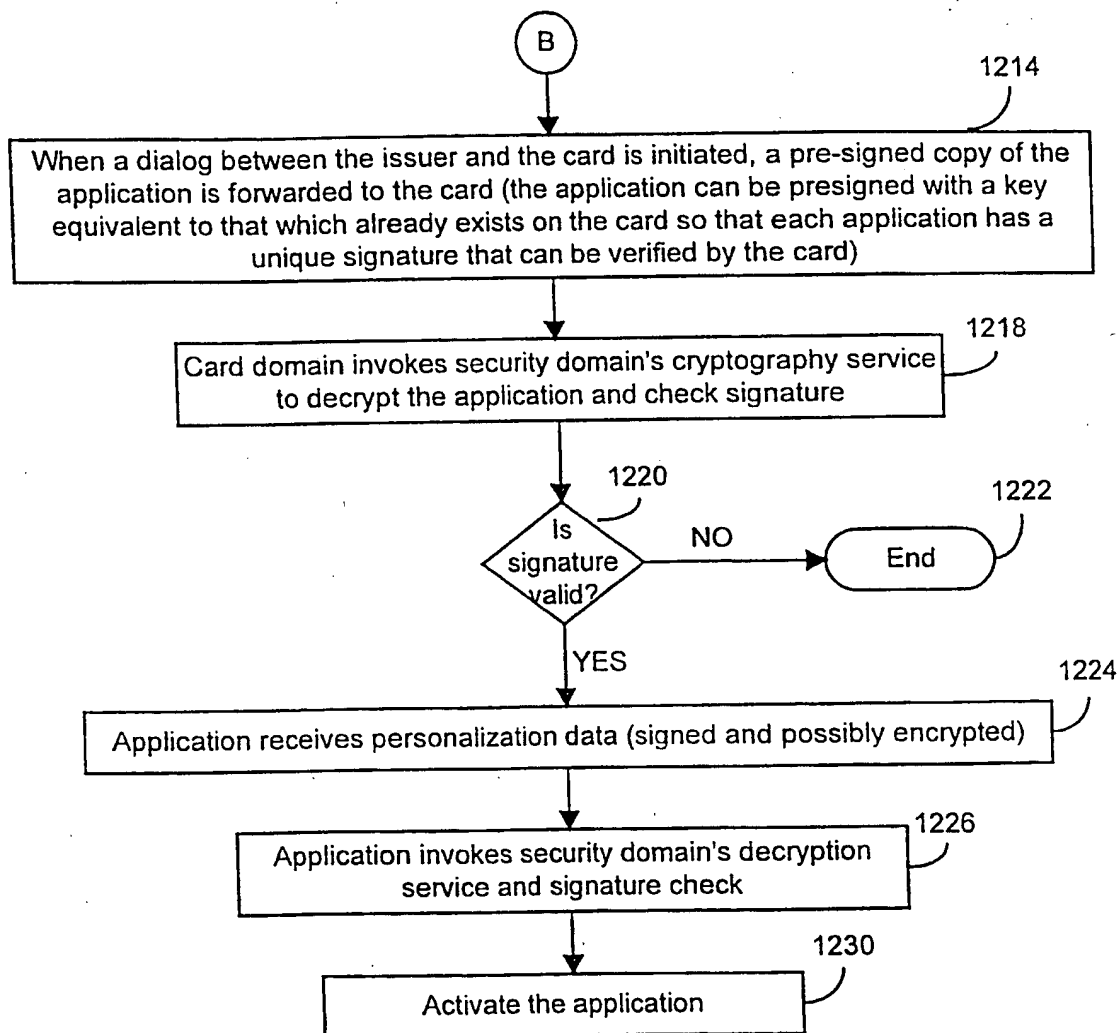 B
1214
When a dialog between the issuer and the card is initiated, a pre-signed copy of the
application is forwarded to the card (the application can be presigned with a key
equivalent to that which already exists on the card so that each application has a
unique signature that can be verified by the card)
1218
Card domain invokes security domain's cryptography service
to decrypt the application and check signature
1220
Is
signature
valid?
NO
1222
End
YES
1224
Application receives personalization data (signed and possibly encrypted)
1226
Application invokes security domain's decryption
service and signature check
1230
Activate the application